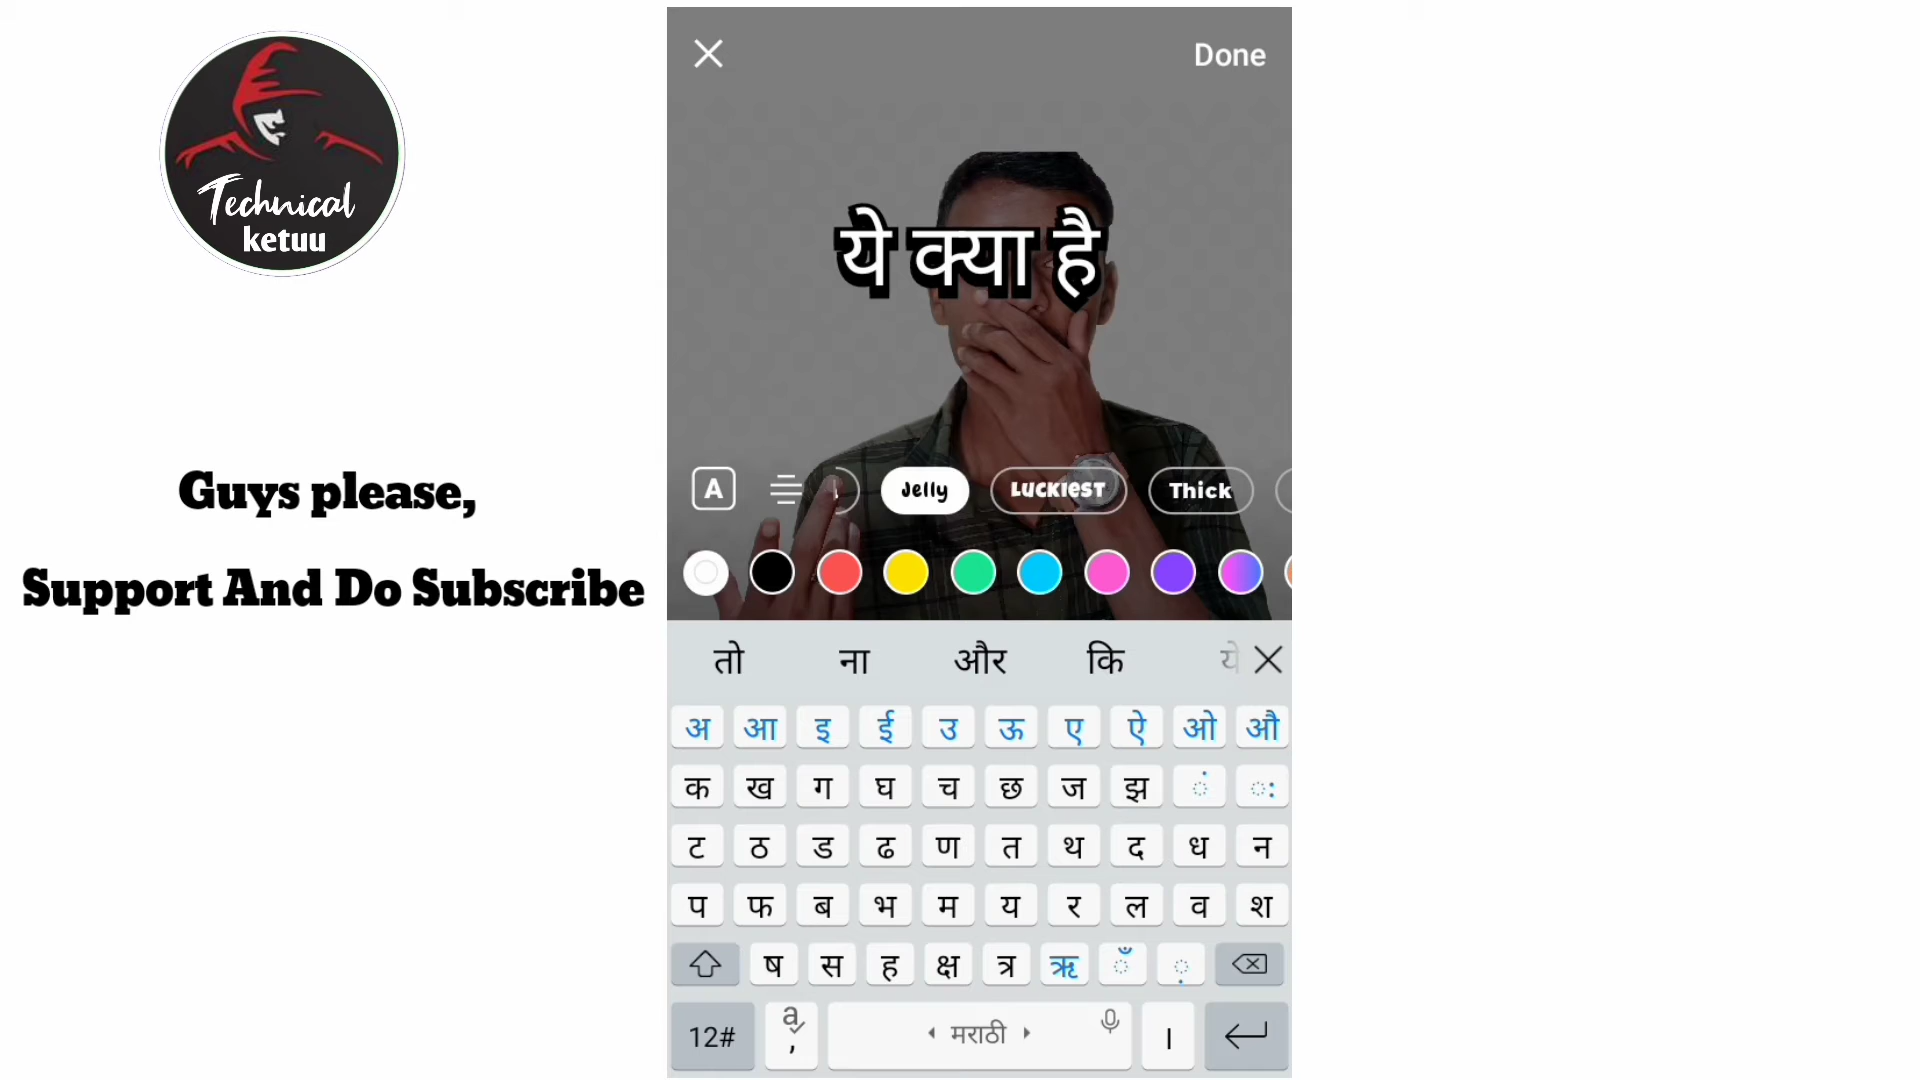 Technical
ketuu
Guys please,
Support And Do Subscribe
Done
ये क्या है
A
Jelly
Luckiest
Thick
तो ना और कि ये
अ आ इ ई उ ऊ ए ऐ ओ औ
क ख ग घ च छ ज झ ं ः
ट ठ ड ढ ण त थ द ध न
प फ ब भ म य र ल व श
ष स ह क्ष त्र ऋ ँ ़
12# a , मराठी ।